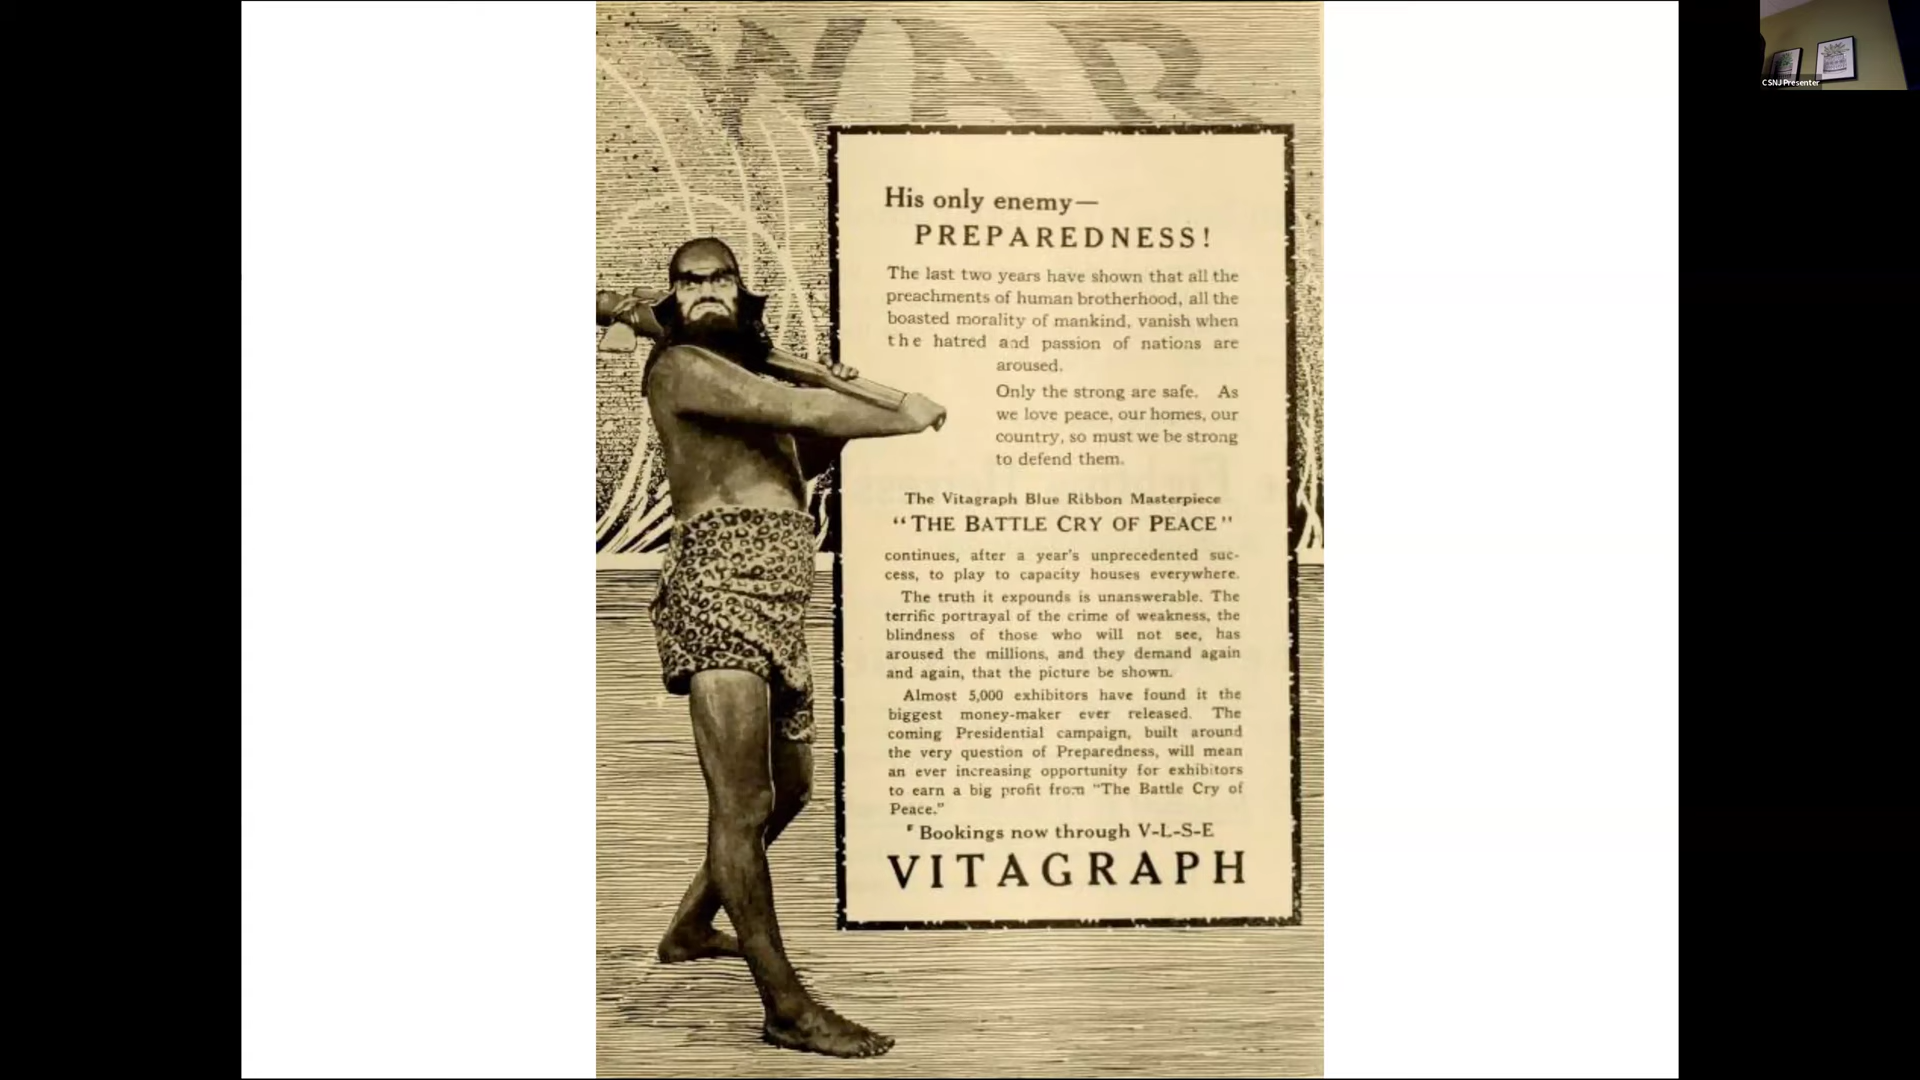 WAR
His only enemy—
PREPAREDNESS!
The last two years have shown that all the
preachments of human brotherhood, all the
boasted morality of mankind, vanish when
the hatred and passion of nations are
aroused.
Only the strong are safe. As
we love peace, our homes, our
country, so must we be strong
to defend them.
The Vitagraph Blue Ribbon Masterpiece
"THE BATTLE CRY OF PEACE"
continues, after a year's unprecedented suc-
cess, to play to capacity houses everywhere.
The truth it expounds is unanswerable. The
terrific portrayal of the crime of weakness, the
blindness of those who will not see, has
aroused the millions, and they demand again
and again, that the picture be shown.
Almost 5,000 exhibitors have found it the
biggest money-maker ever released. The
coming Presidential campaign, built around
the very question of Preparedness, will mean
an ever increasing opportunity for exhibitors
to earn a big profit from "The Battle Cry of
Peace."
Bookings now through V-L-S-E
VITAGRAPH
CSNJ Presenter